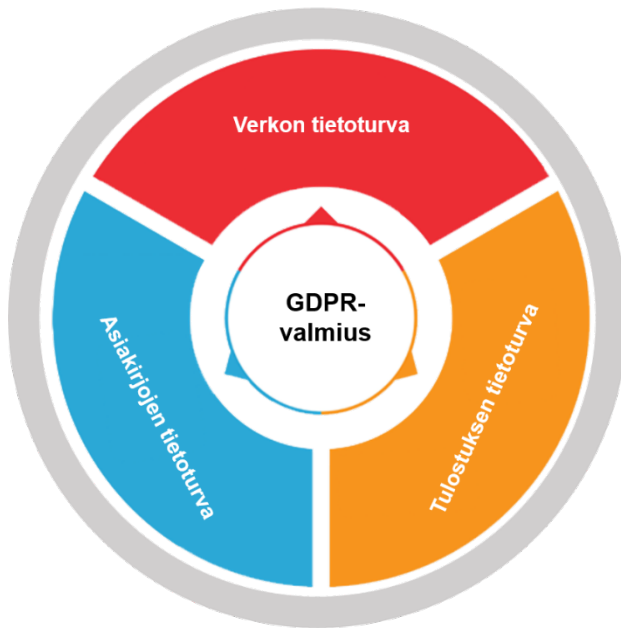 Verkon tietoturva
GDPR-
valmius
Asiakirjojen tietoturva
Tulostuksen tietoturva